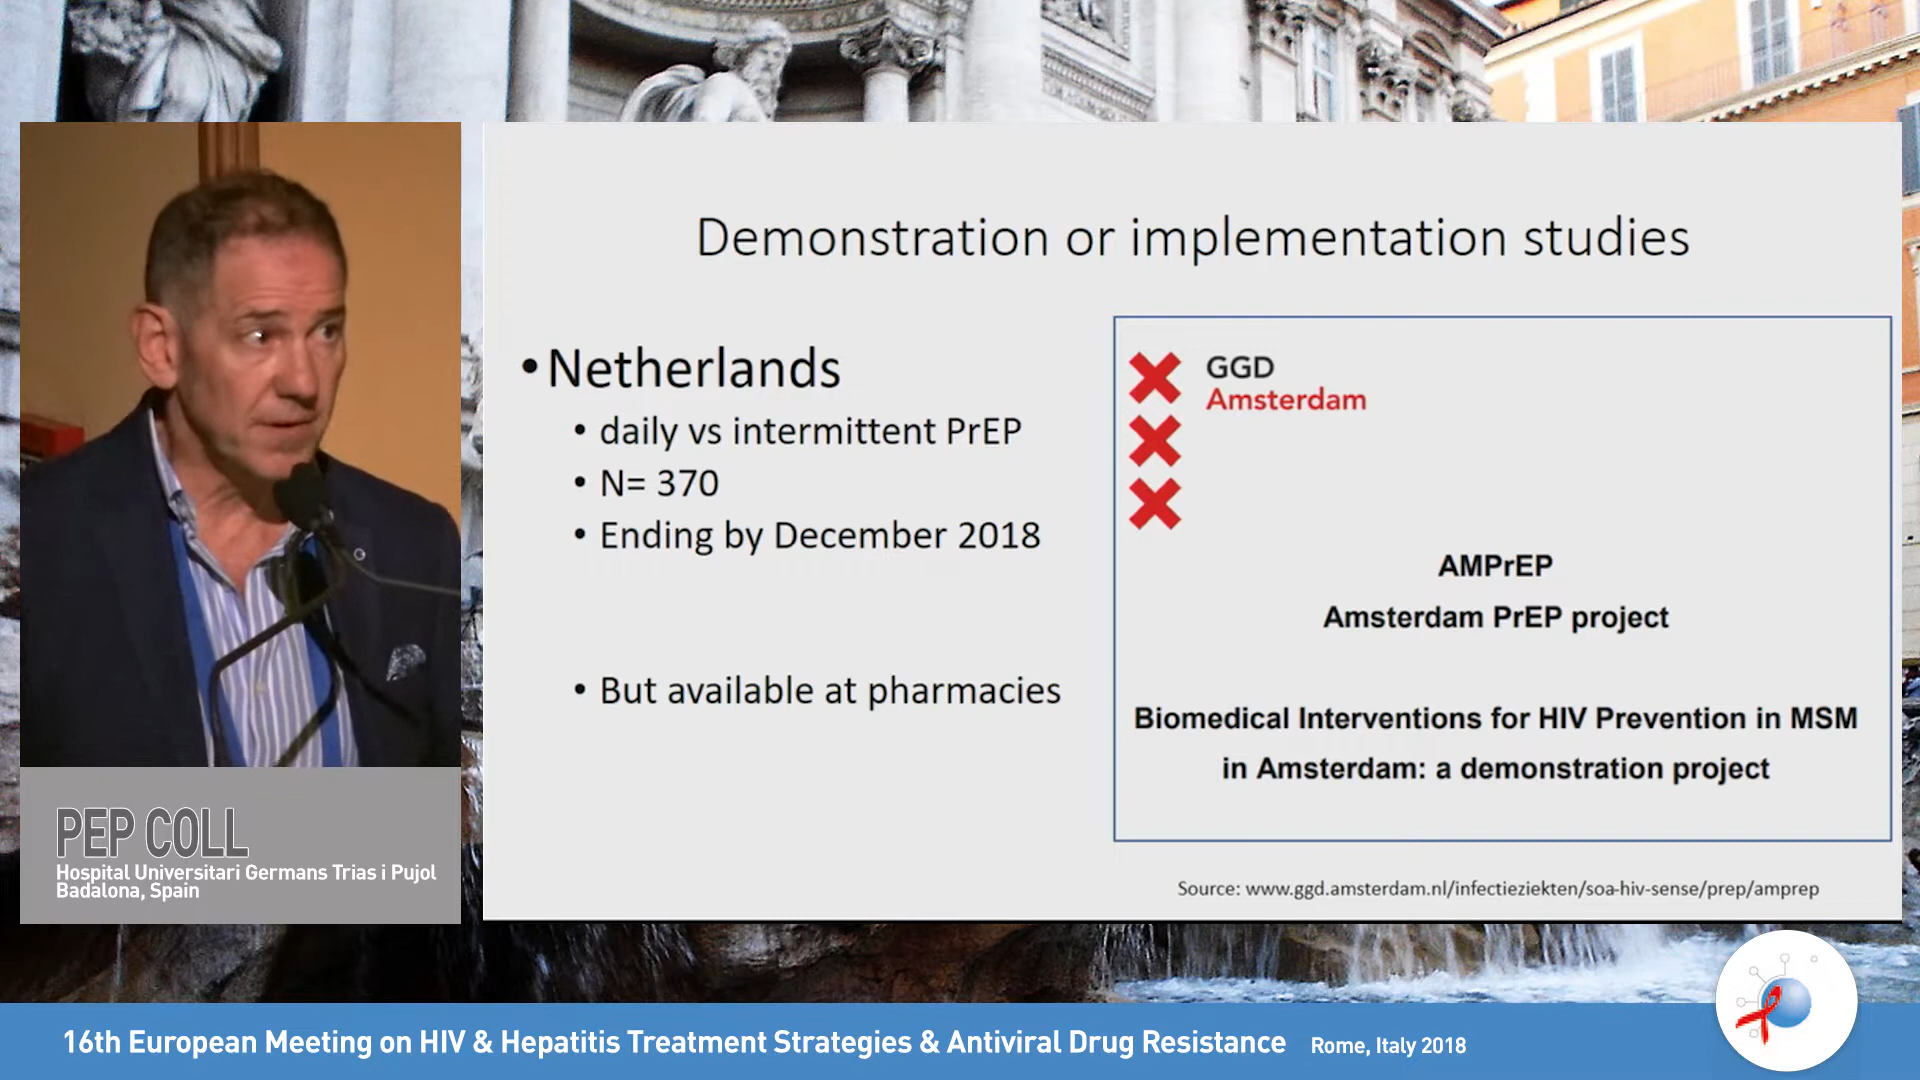 Demonstration or implementation studies
• Netherlands
• daily vs intermittent PrEP
• N= 370
• Ending by December 2018
• But available at pharmacies
GGD
Amsterdam
AMPrEP
Amsterdam PrEP project
Biomedical Interventions for HIV Prevention in MSM
in Amsterdam: a demonstration project
Source: www.ggd.amsterdam.nl/infectieziekten/soa-hiv-sense/prep/amprep
PEP COLL
Hospital Universitari Germans Trias i Pujol
Badalona, Spain
16th European Meeting on HIV & Hepatitis Treatment Strategies & Antiviral Drug Resistance Rome, Italy 2018